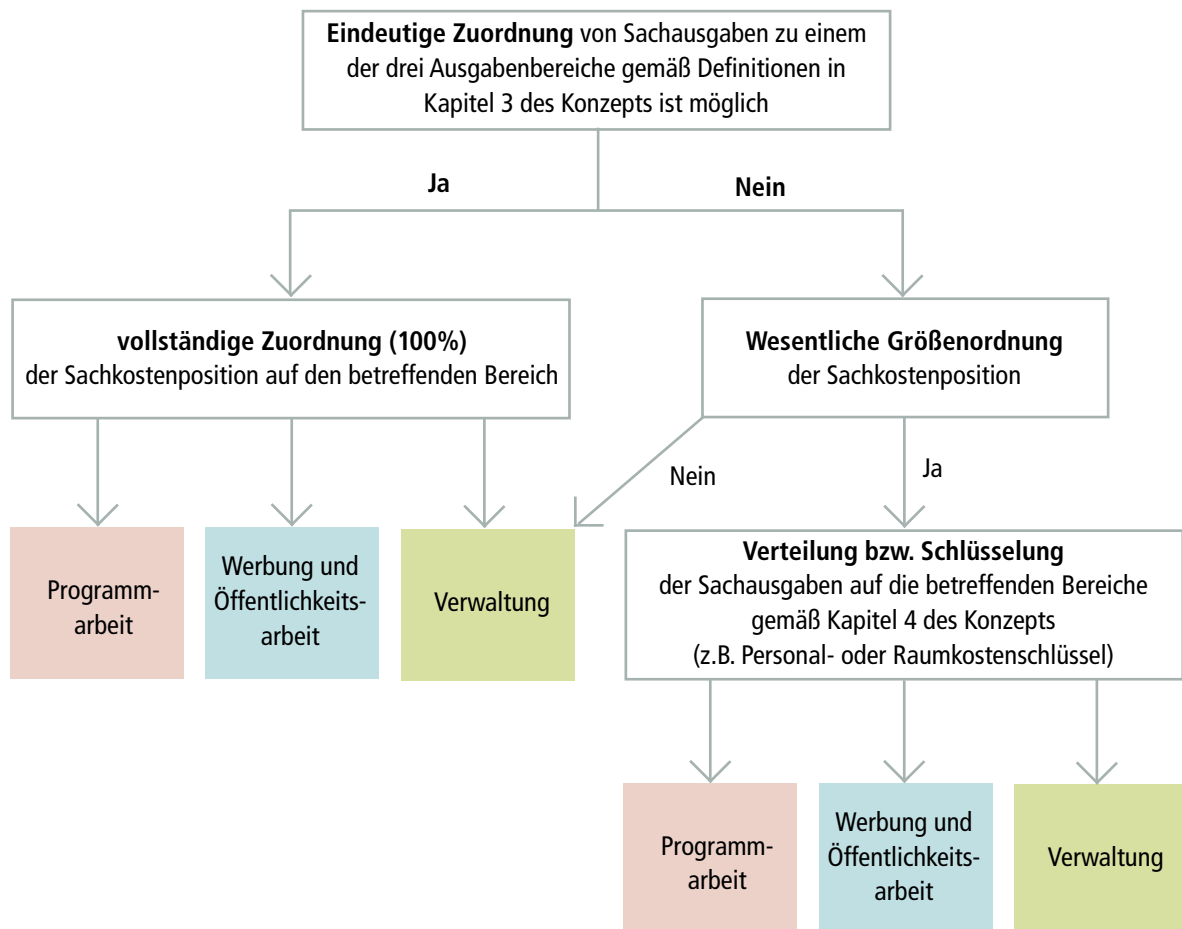 Eindeutige Zuordnung von Sachausgaben zu einem
der drei Ausgabenbereiche gemäß Definitionen in
Kapitel 3 des Konzepts ist möglich
Ja
Nein
vollständige Zuordnung (100%)
der Sachkostenposition auf den betreffenden Bereich
Wesentliche Größenordnung
der Sachkostenposition
Nein
Ja
Programm-
arbeit
Werbung und
Öffentlichkeits-
arbeit
Verwaltung
Verteilung bzw. Schlüsselung
der Sachausgaben auf die betreffenden Bereiche
gemäß Kapitel 4 des Konzepts
(z.B. Personal- oder Raumkostenschlüssel)
Programm-
arbeit
Werbung und
Öffentlichkeits-
arbeit
Verwaltung